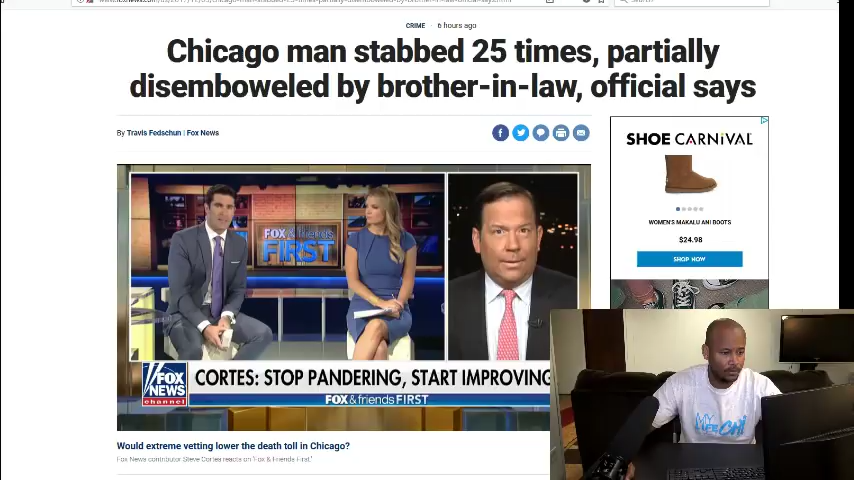 CRIME 6 hours ago
Chicago man stabbed 25 times, partially
disemboweled by brother-in-law, official says
By Travis Fedschun | Fox News
SHOE CARNIVAL
WOMEN'S MAKALU ANI BOOTS
$24.98
SHOP NOW
FOX & friends
FIRST
FOX
NEWS
channel
CORTES: STOP PANDERING, START IMPROVING
FOX & friends FIRST
MY
LIFE CHI
Would extreme vetting lower the death toll in Chicago?
Fox News contributor Steve Cortes reacts on 'Fox & Friends First.'